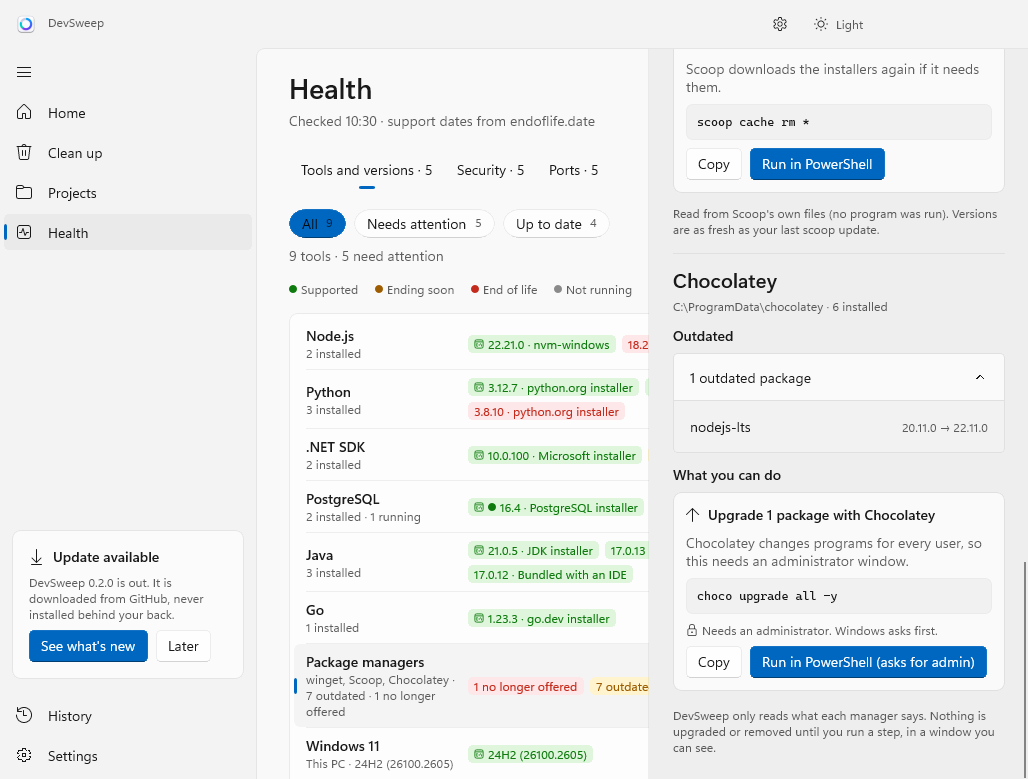 DevSweep
Light
Home
Clean up
Projects
Health
Update available
DevSweep 0.2.0 is out. It is
downloaded from GitHub, never
installed behind your back.
See what's new
Later
History
Settings
Health
Checked 10:30 · support dates from endoflife.date
Tools and versions · 5
Security · 5
Ports · 5
All 9
Needs attention 5
Up to date 4
9 tools · 5 need attention
Supported
Ending soon
End of life
Not running
Node.js
2 installed
22.21.0 · nvm-windows
18.2
Python
3 installed
3.12.7 · python.org installer
3.8.10 · python.org installer
.NET SDK
2 installed
10.0.100 · Microsoft installer
PostgreSQL
2 installed · 1 running
16.4 · PostgreSQL installer
Java
3 installed
21.0.5 · JDK installer
17.0.13
17.0.12 · Bundled with an IDE
Go
1 installed
1.23.3 · go.dev installer
Package managers
winget, Scoop, Chocolatey ·
7 outdated · 1 no longer
offered
1 no longer offered
7 outdate
Windows 11
This PC · 24H2 (26100.2605)
24H2 (26100.2605)
Scoop downloads the installers again if it needs
them.
scoop cache rm *
Copy
Run in PowerShell
Read from Scoop's own files (no program was run). Versions
are as fresh as your last scoop update.
Chocolatey
C:\ProgramData\chocolatey · 6 installed
Outdated
1 outdated package
nodejs-lts
20.11.0 → 22.11.0
What you can do
Upgrade 1 package with Chocolatey
Chocolatey changes programs for every user, so
this needs an administrator window.
choco upgrade all -y
Needs an administrator. Windows asks first.
Copy
Run in PowerShell (asks for admin)
DevSweep only reads what each manager says. Nothing is
upgraded or removed until you run a step, in a window you
can see.